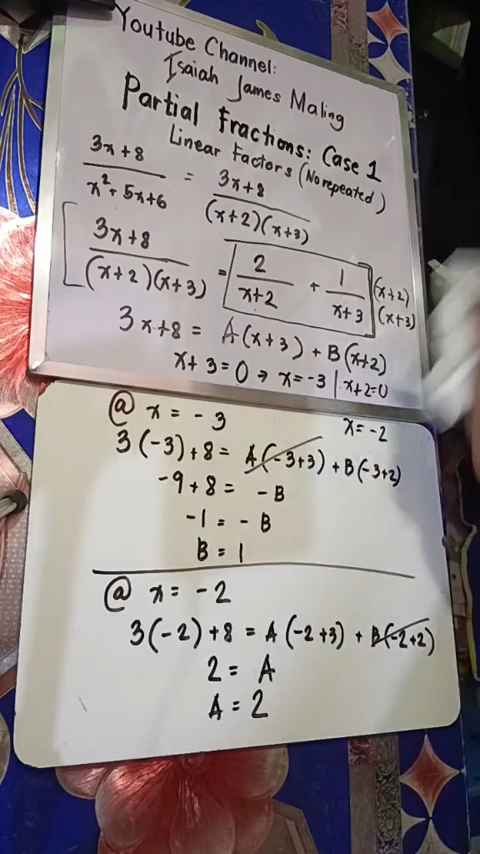 Youtube Channel:
Isaiah James Maling
Partial Fractions: Case 1
Linear Factors (No repeated)
3x+8 / x²+5x+6 = 3x+8 / (x+2)(x+3)
[3x+8 / (x+2)(x+3) = 2 / x+2 + 1 / x+3] (x+2)(x+3)
3x+8 = A(x+3) + B(x+2)
x+3=0 → x=-3 | x+2=0
x=-2
@ x = -3
3(-3)+8 = A(-3+3) + B(-3+2)
-9+8 = -B
-1 = -B
B = 1
@ x = -2
3(-2)+8 = A(-2+3) + B(-2+2)
2 = A
A = 2